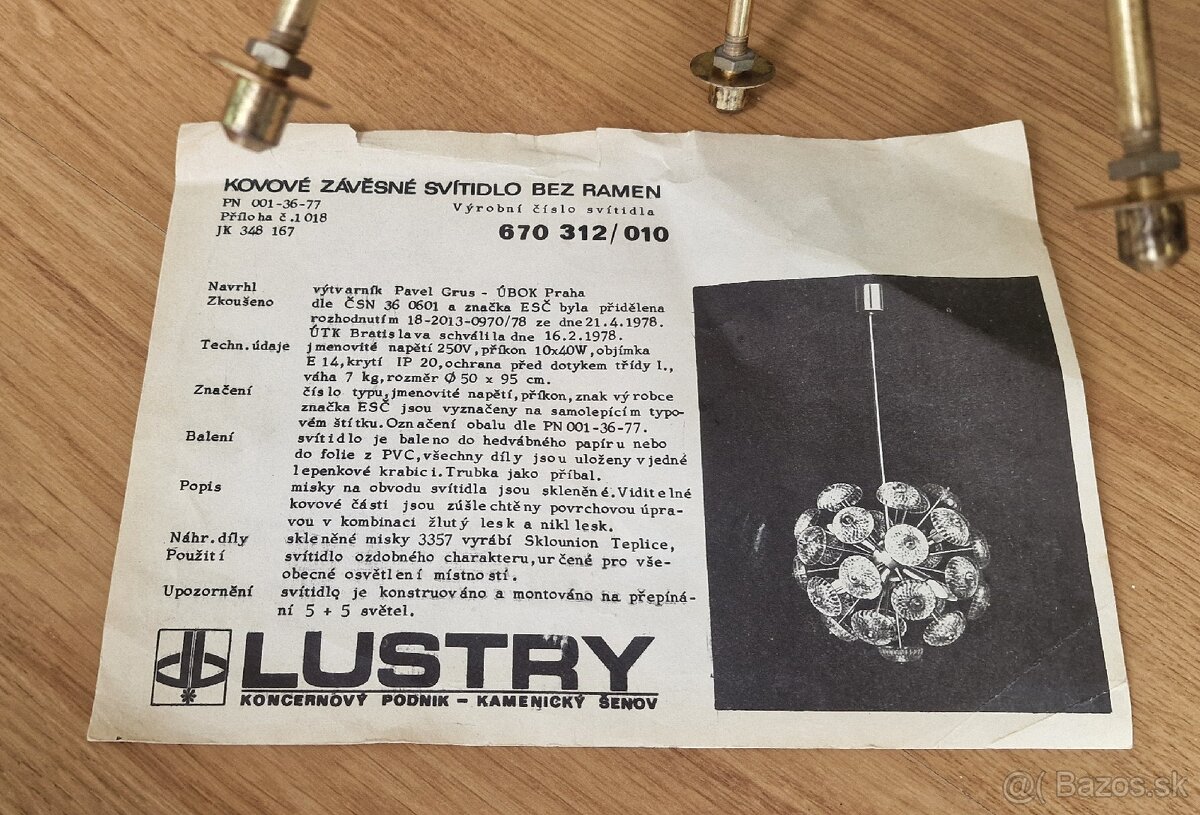 KOVOVÉ ZÁVĚSNÉ SVÍTIDLO BEZ RAMEN
PN 001-36-77
Příloha č.1018
JK 348 167
Výrobní číslo svítidla
670 312/010
Navrhl výtvarník Pavel Grus - ÚBOK Praha
Zkoušeno dle ČSN 36 0601 a značka ESČ byla přidělena
rozhodnutím 18-2013-0970/78 ze dne 21.4.1978.
ÚTK Bratislava schválila dne 16.2.1978.
Techn.údaje jmenovité napětí 250V, příkon 10x40W, objímka
E 14, krytí IP 20, ochrana před dotykem třídy I.,
váha 7 kg, rozměr Ø 50 x 95 cm.
Značení číslo typu, jmenovité napětí, příkon, znak výrobce
značka ESČ jsou vyznačeny na samolepícím typo-
vém štítku. Označení obalu dle PN 001-36-77.
Balení svítidlo je baleno do hedvábného papíru nebo
do folie z PVC, všechny díly jsou uloženy v jedné
lepenkové krabici. Trubka jako příbal.
Popis misky na obvodu svítidla jsou skleněné. Viditelné
kovové části jsou zúšlechtěny povrchovou úpra-
vou v kombinaci žlutý lesk a nikl lesk.
Náhr.díly skleněné misky 3357 vyrábí Sklounion Teplice,
Použití svítidlo ozdobného charakteru, určené pro vše-
obecné osvětlení místností.
Upozornění svítidlo je konstruováno a montováno na přepíná-
ní 5 + 5 světel.
LUSTRY
KONCERNOVÝ PODNIK - KAMENICKÝ ŠENOV
@( Bazos.sk